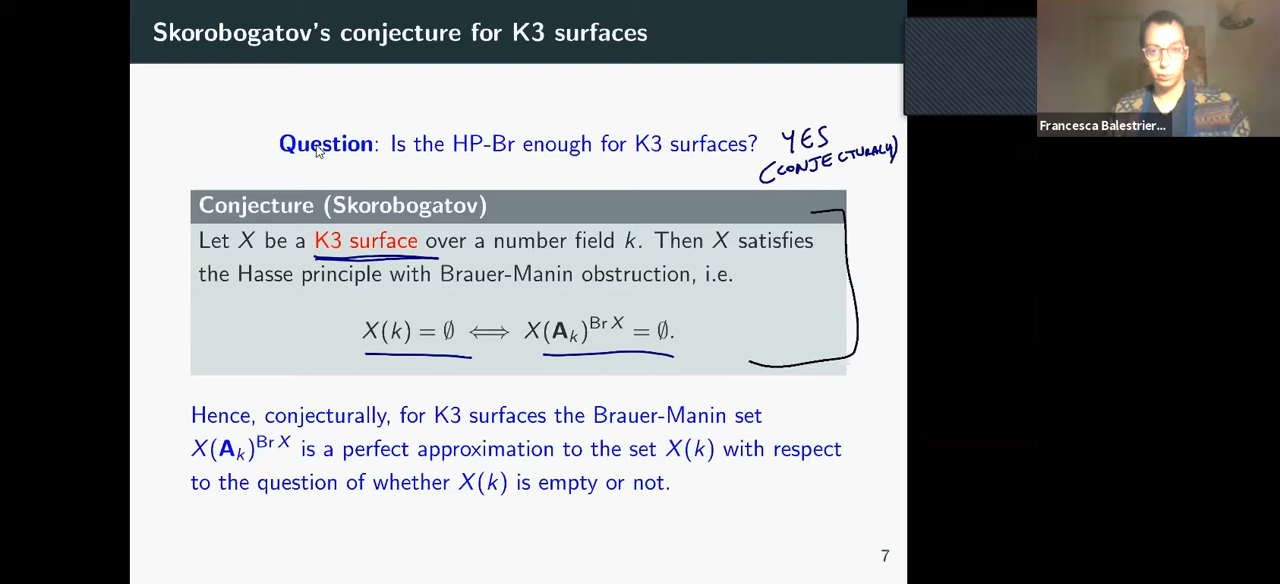 Skorobogatov's conjecture for K3 surfaces
Question: Is the HP-Br enough for K3 surfaces?
YES
(CONJECTURALY)
Conjecture (Skorobogatov)
Let X be a K3 surface over a number field k. Then X satisfies
the Hasse principle with Brauer-Manin obstruction, i.e.
X(k) = ∅ ⟺ X(𝐀ₖ)^{Br X} = ∅.
Hence, conjecturally, for K3 surfaces the Brauer-Manin set
X(𝐀ₖ)^{Br X} is a perfect approximation to the set X(k) with respect
to the question of whether X(k) is empty or not.
7
Francesca Balestrier...